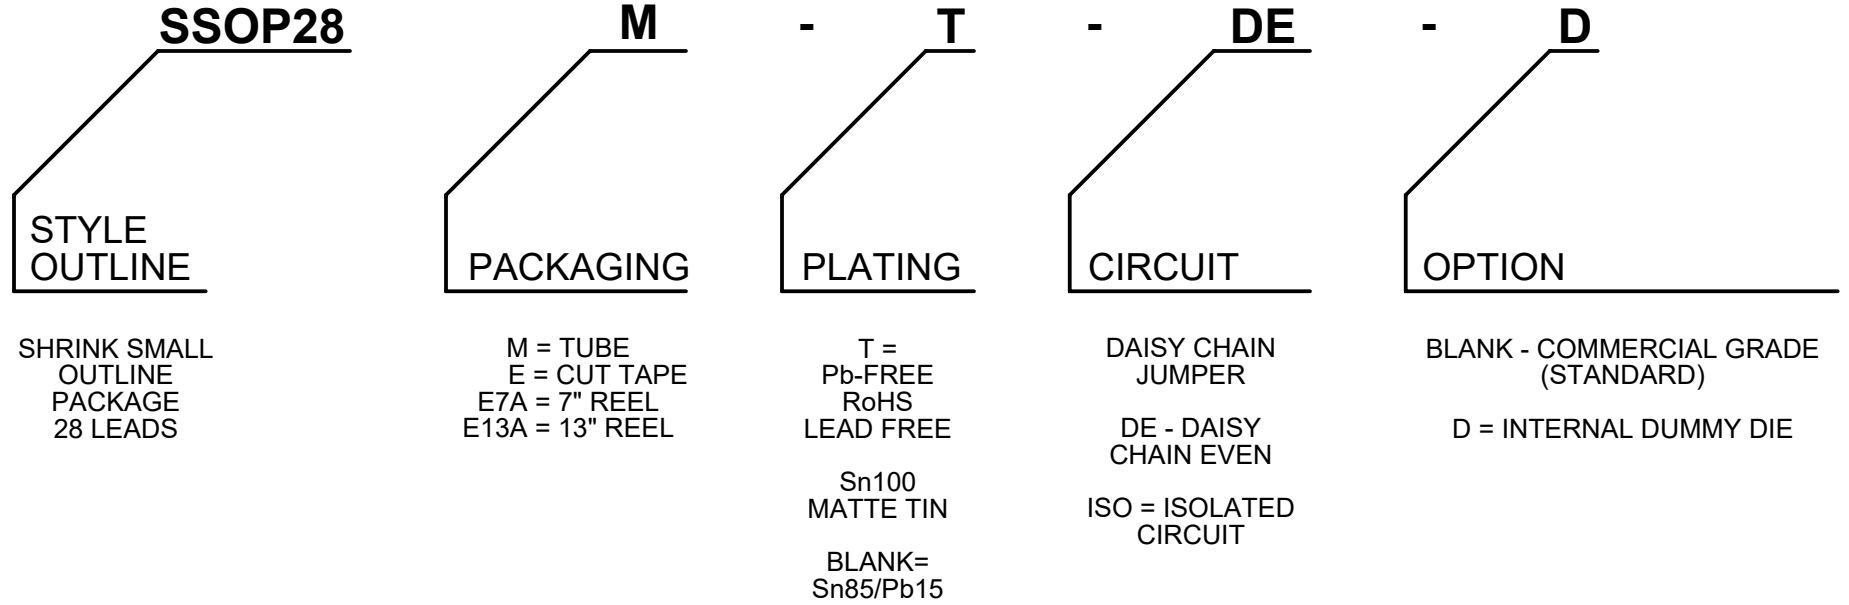 SSOP28 M - T - DE - D
STYLE
OUTLINE
PACKAGING
PLATING
CIRCUIT
OPTION
SHRINK SMALL
OUTLINE
PACKAGE
28 LEADS
M = TUBE
E = CUT TAPE
E7A = 7" REEL
E13A = 13" REEL
T =
Pb-FREE
RoHS
LEAD FREE
Sn100
MATTE TIN
BLANK=
Sn85/Pb15
DAISY CHAIN
JUMPER
DE - DAISY
CHAIN EVEN
ISO = ISOLATED
CIRCUIT
BLANK - COMMERCIAL GRADE
(STANDARD)
D = INTERNAL DUMMY DIE